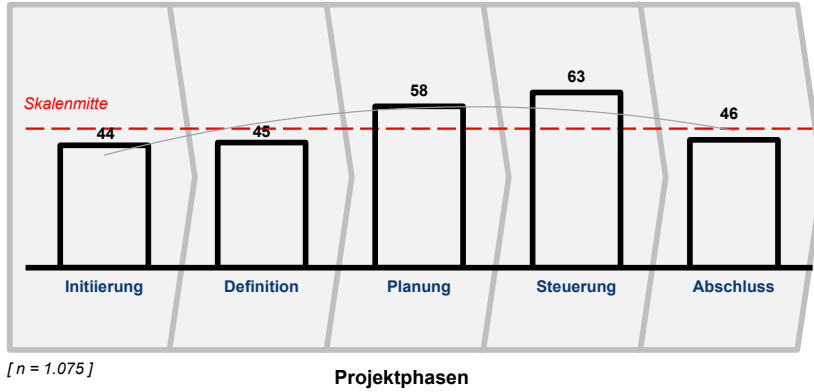 63
58
Skalenmitte
46
44
45
Initiierung
Definition
Planung
Steuerung
Abschluss
[ n = 1.075 ]
Projektphasen